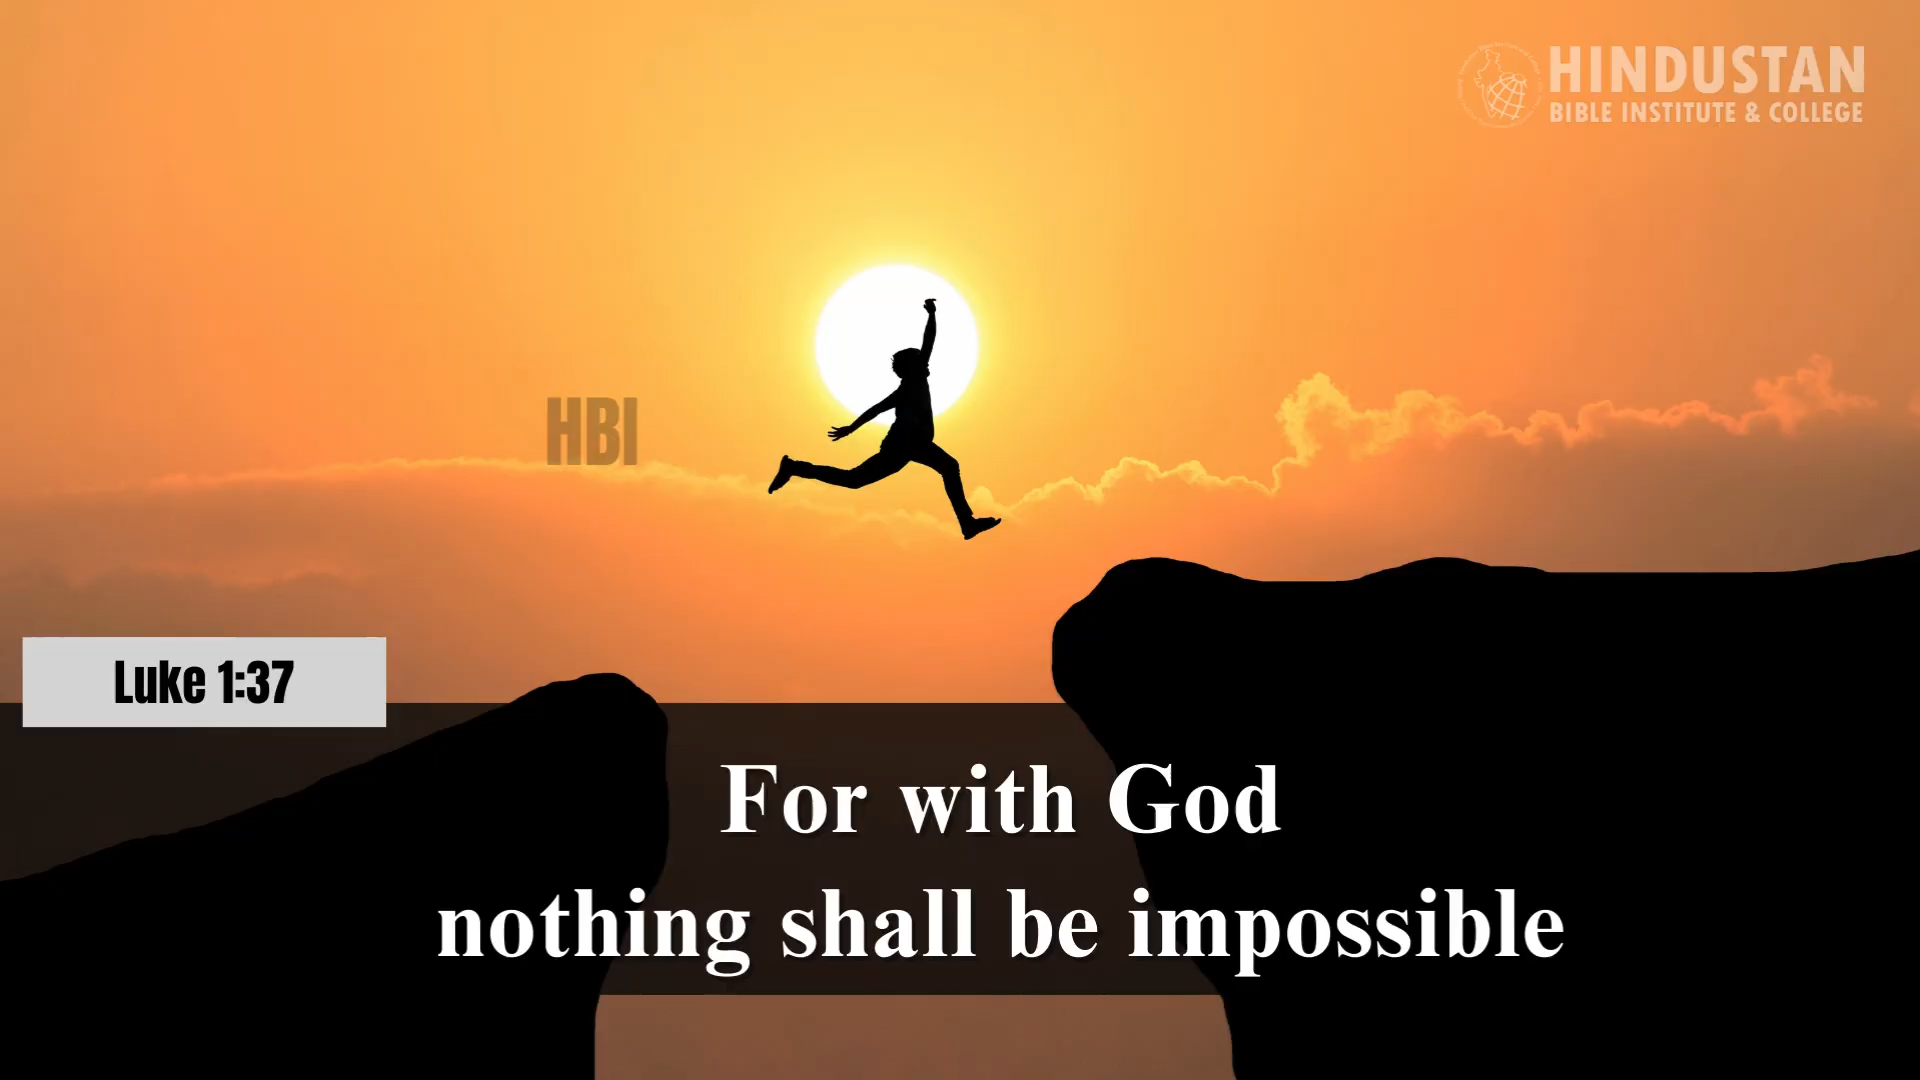 HINDUSTAN
BIBLE INSTITUTE & COLLEGE
HBI
Luke 1:37
For with God
nothing shall be impossible